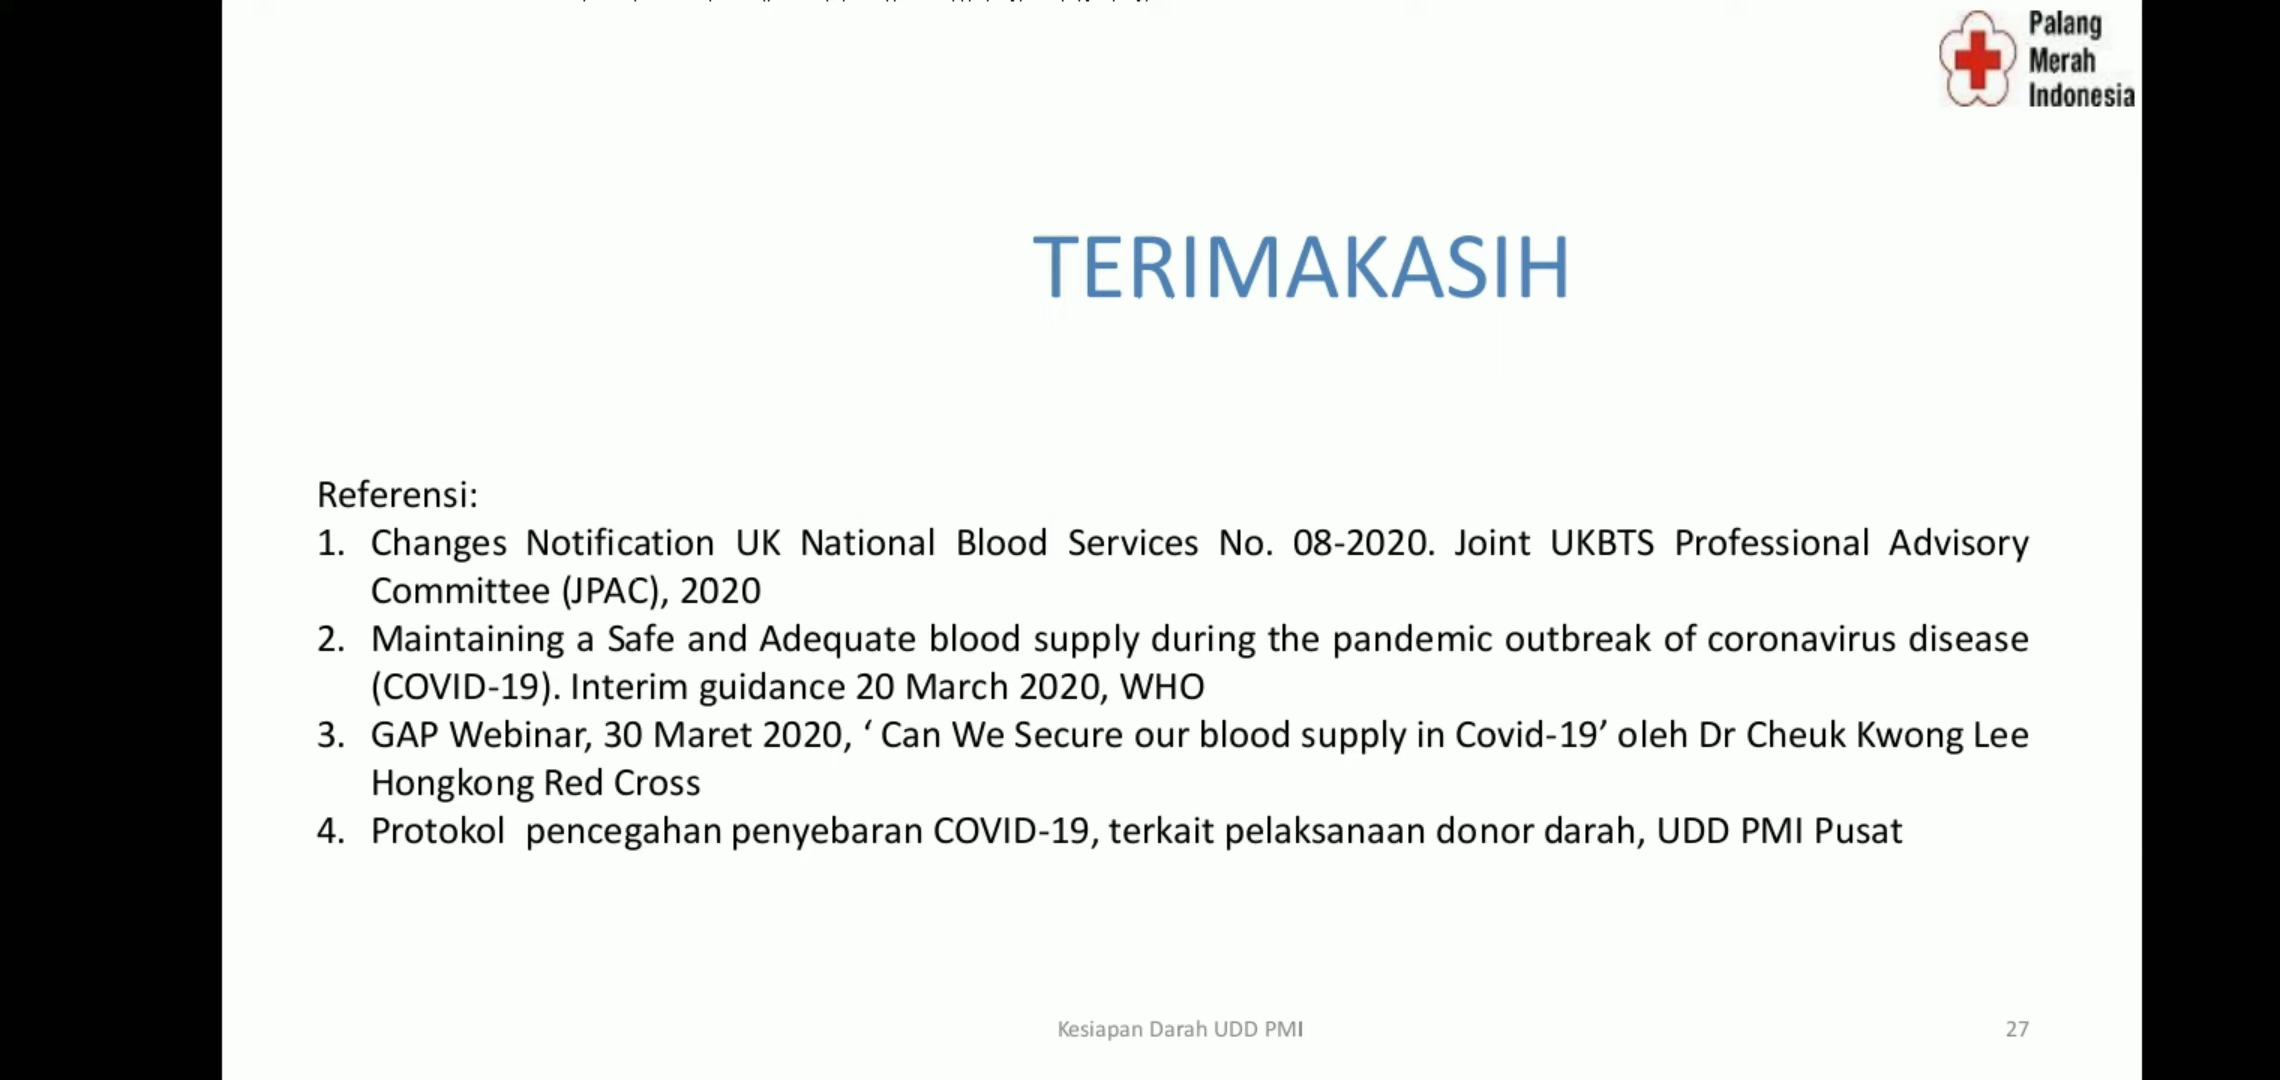 Palang
Merah
Indonesia
TERIMAKASIH
Referensi:
1. Changes Notification UK National Blood Services No. 08-2020. Joint UKBTS Professional Advisory
Committee (JPAC), 2020
2. Maintaining a Safe and Adequate blood supply during the pandemic outbreak of coronavirus disease
(COVID-19). Interim guidance 20 March 2020, WHO
3. GAP Webinar, 30 Maret 2020, ‘ Can We Secure our blood supply in Covid-19’ oleh Dr Cheuk Kwong Lee
Hongkong Red Cross
4. Protokol  pencegahan penyebaran COVID-19, terkait pelaksanaan donor darah, UDD PMI Pusat
Kesiapan Darah UDD PMI
27